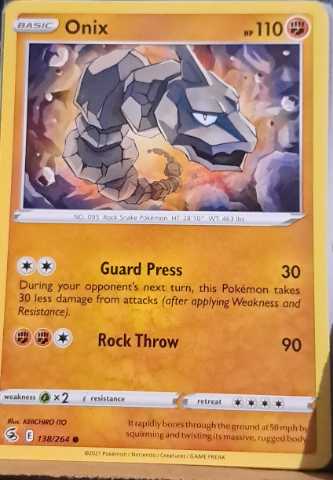 BASIC Onix HP 110
NO. 095 Rock Snake Pokémon HT: 28'10" WT: 463 lbs
Guard Press 30
During your opponent's next turn, this Pokémon takes
30 less damage from attacks (after applying Weakness and
Resistance).
Rock Throw 90
weakness ×2 resistance retreat
Illus. KEIICHIRO ITO
E 138/264
It rapidly bores through the ground at 50 mph by
squirming and twisting its massive, rugged body.
©2021 Pokémon / Nintendo / Creatures / GAME FREAK